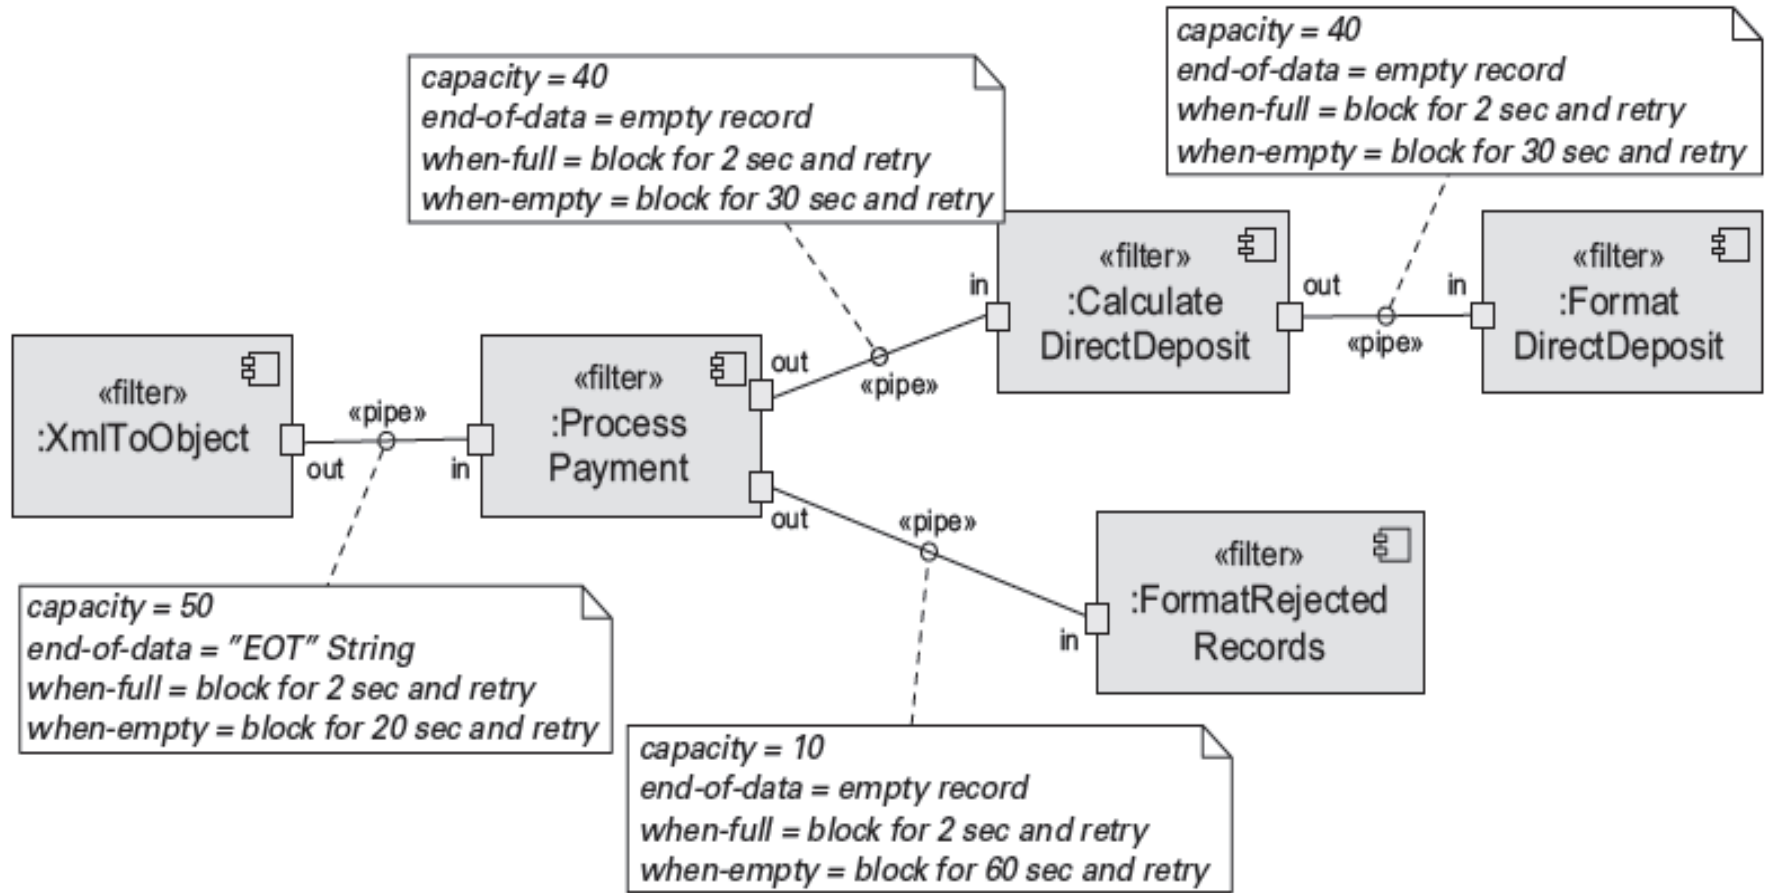 capacity = 40
end-of-data = empty record
when-full = block for 2 sec and retry
when-empty = block for 30 sec and retry
capacity = 40
end-of-data = empty record
when-full = block for 2 sec and retry
when-empty = block for 30 sec and retry
«filter»
:XmlToObject
out
«pipe»
in
«filter»
:Process
Payment
out
«pipe»
in
«filter»
:Calculate
DirectDeposit
out
«pipe»
in
«filter»
:Format
DirectDeposit
out
«pipe»
in
«filter»
:FormatRejected
Records
capacity = 50
end-of-data = "EOT" String
when-full = block for 2 sec and retry
when-empty = block for 20 sec and retry
capacity = 10
end-of-data = empty record
when-full = block for 2 sec and retry
when-empty = block for 60 sec and retry